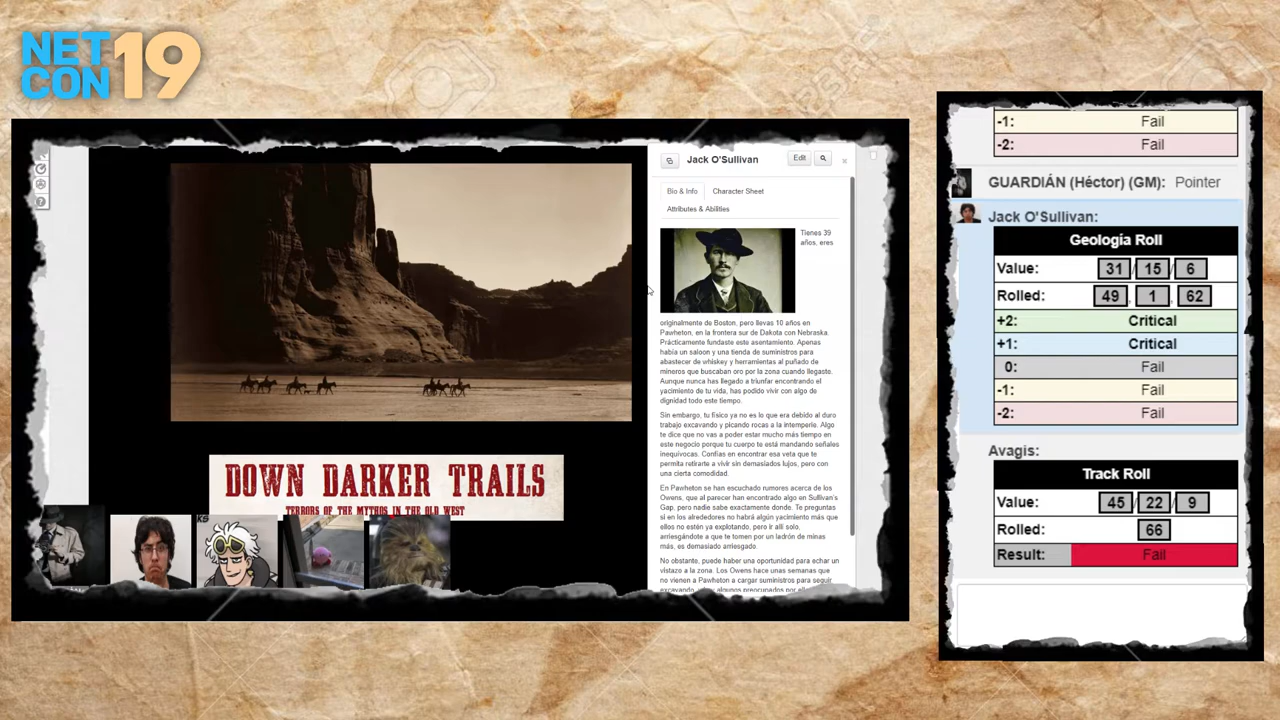 NET
CON 19
Jack O'Sullivan
Edit
Bio & Info
Character Sheet
Attributes & Abilities
Tienes 39
años, eres
originalmente de Boston, pero llevas 10 años en
Pawheton, en la frontera sur de Dakota con Nebraska.
Prácticamente fundaste este asentamiento. Apenas
había un saloon y una tienda de suministros para
abastecer de whiskey y herramientas al puñado de
mineros que buscaban oro por la zona cuando llegaste.
Aunque nunca has llegado a triunfar encontrando el
yacimiento de tu vida, has podido vivir con algo de
dignidad todo este tiempo.
Sin embargo, tu físico ya no es lo que era debido al duro
trabajo excavando y picando rocas a la intemperie. Algo
te dice que no vas a poder estar mucho más tiempo en
este negocio porque tu cuerpo te está mandando señales
inequívocas. Confías en encontrar esa veta que te
permita retirarte a vivir sin demasiados lujos, pero con
una cierta comodidad.
En Pawheton se han escuchado rumores acerca de los
Owens, que al parecer han encontrado algo en Sullivan's
Gap, pero nadie sabe exactamente donde. Te preguntas
si en los alrededores no habrá algún yacimiento más que
ellos no estén ya explotando, pero ir allí solo,
arriesgándote a que te tomen por un ladrón de minas
más, es demasiado arriesgado.
No obstante, puede haber una oportunidad para echar un
vistazo a la zona. Los Owens hace unas semanas que
no vienen a Pawheton a cargar suministros para seguir
DOWN DARKER TRAILS
TERRORS OF THE MYTHOS IN THE OLD WEST
KS
-1: Fail
-2: Fail
GUARDIÁN (Héctor) (GM): Pointer
Jack O'Sullivan:
Geología Roll
Value: 31 / 15 / 6
Rolled: 49 , 1 , 62
+2: Critical
+1: Critical
0: Fail
-1: Fail
-2: Fail
Avagis:
Track Roll
Value: 45 / 22 / 9
Rolled: 66
Result: Fail